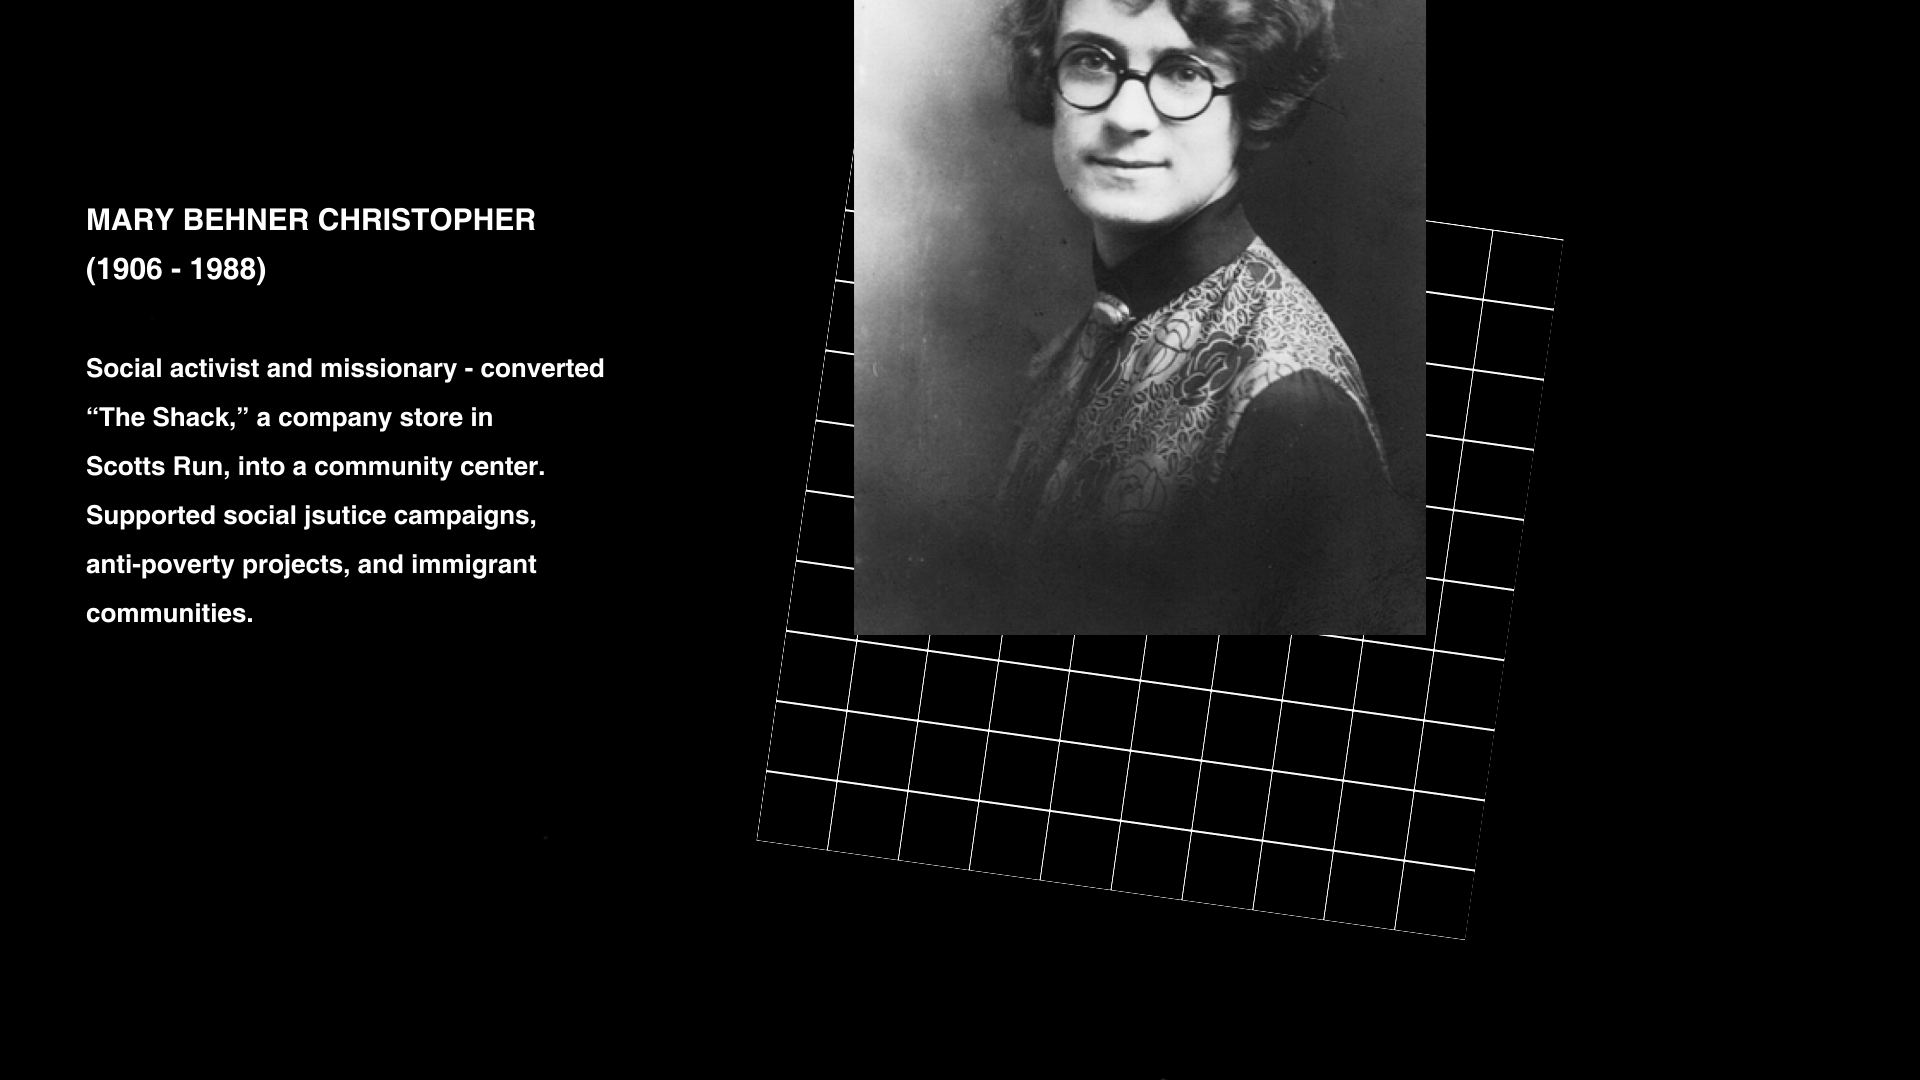 MARY BEHNER CHRISTOPHER
(1906 - 1988)
Social activist and missionary - converted
“The Shack,” a company store in
Scotts Run, into a community center.
Supported social jsutice campaigns,
anti-poverty projects, and immigrant
communities.